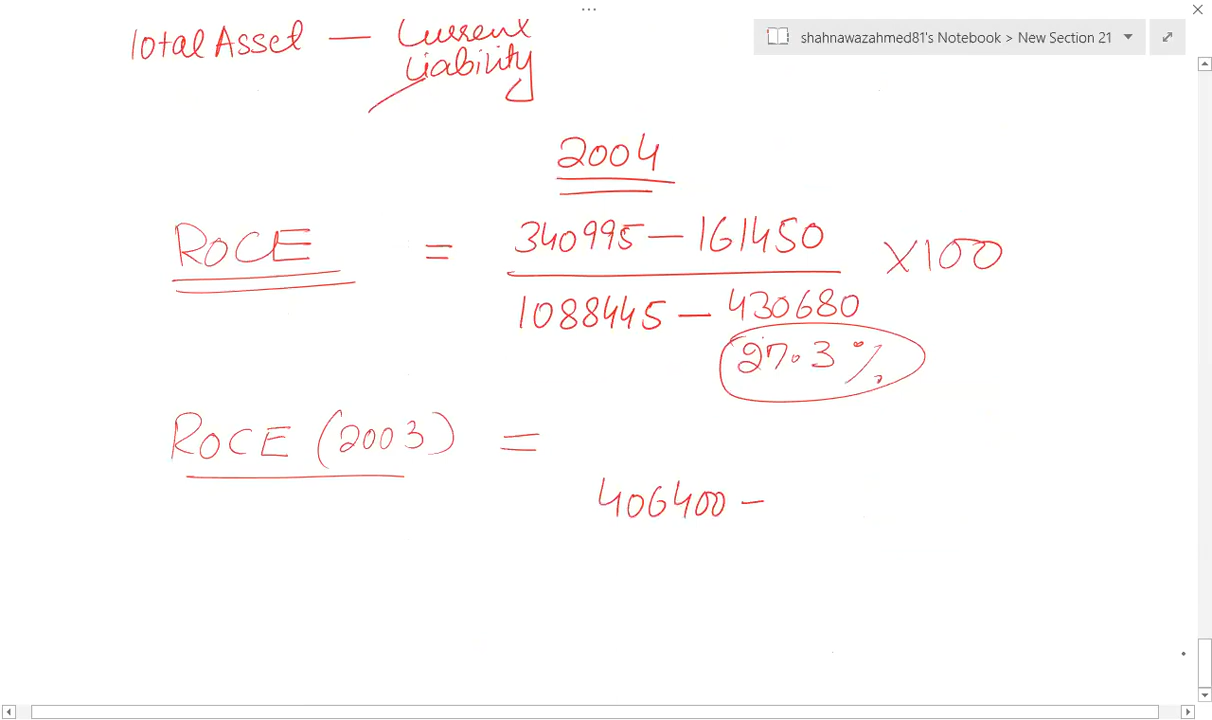 shahnawazahmed81's Notebook > New Section 21
Total Asset — Current
Liability
2004
ROCE = 340995 — 161450 X100
1088445 — 430680
27.3%
ROCE (2003) =
406400 —